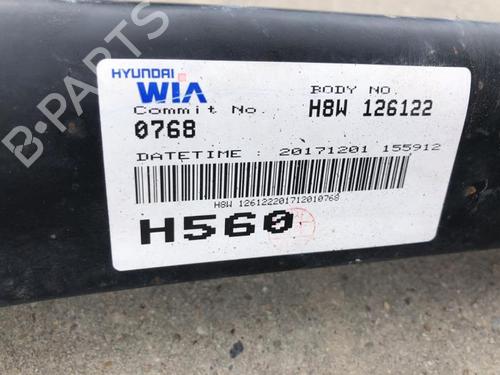 B-PARTS
HYUNDAI
WIA
Commit No.
0768
BODY NO.
H8W 126122
DATETIME : 20171201 155912
H8W 126122201712010768
H560